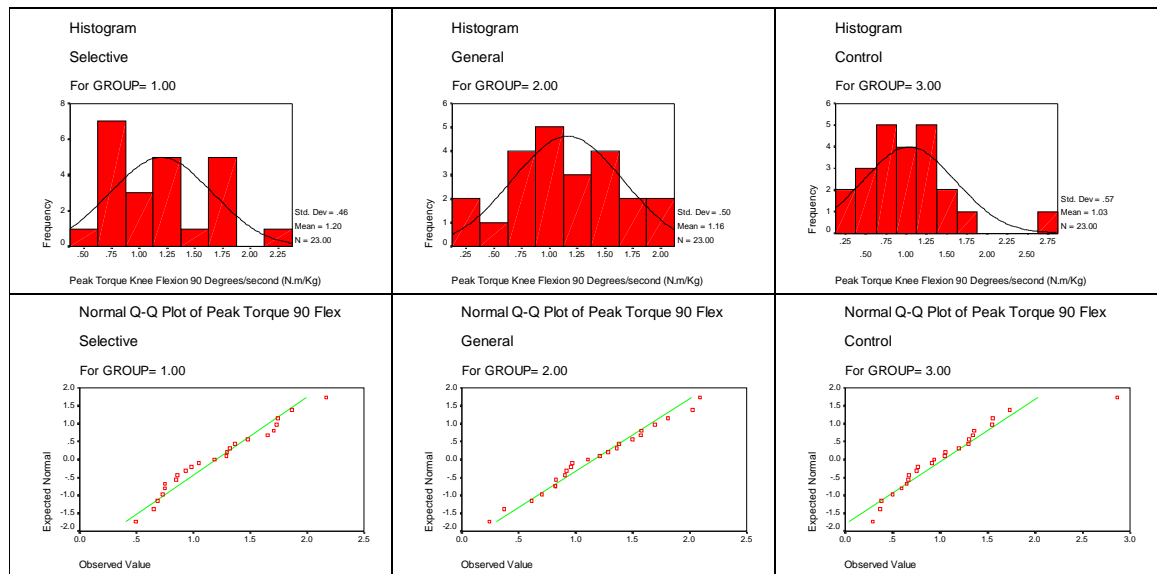 Histogram
Selective
For GROUP= 1.00
8
6
4
2
0
Frequency
.50 .75 1.00 1.25 1.50 1.75 2.00 2.25
Std. Dev = .46
Mean = 1.20
N = 23.00
Peak Torque Knee Flexion 90 Degrees/second (N.m/Kg)
Histogram
General
For GROUP= 2.00
6
5
4
3
2
1
0
Frequency
.25 .50 .75 1.00 1.25 1.50 1.75 2.00
Std. Dev = .50
Mean = 1.16
N = 23.00
Peak Torque Knee Flexion 90 Degrees/second (N.m/Kg)
Histogram
Control
For GROUP= 3.00
6
5
4
3
2
1
0
Frequency
.25 .75 1.25 1.75 2.25 2.75
.50 1.00 1.50 2.00 2.50
Std. Dev = .57
Mean = 1.03
N = 23.00
Peak Torque Knee Flexion 90 Degrees/second (N.m/Kg)
Normal Q-Q Plot of Peak Torque 90 Flex
Selective
For GROUP= 1.00
2.0
1.5
1.0
.5
0.0
-.5
-1.0
-1.5
-2.0
Expected Normal
0.0 .5 1.0 1.5 2.0 2.5
Observed Value
Normal Q-Q Plot of Peak Torque 90 Flex
General
For GROUP= 2.00
2.0
1.5
1.0
.5
0.0
-.5
-1.0
-1.5
-2.0
Expected Normal
0.0 .5 1.0 1.5 2.0 2.5
Observed Value
Normal Q-Q Plot of Peak Torque 90 Flex
Control
For GROUP= 3.00
2.0
1.5
1.0
.5
0.0
-.5
-1.0
-1.5
-2.0
Expected Normal
0.0 .5 1.0 1.5 2.0 2.5 3.0
Observed Value